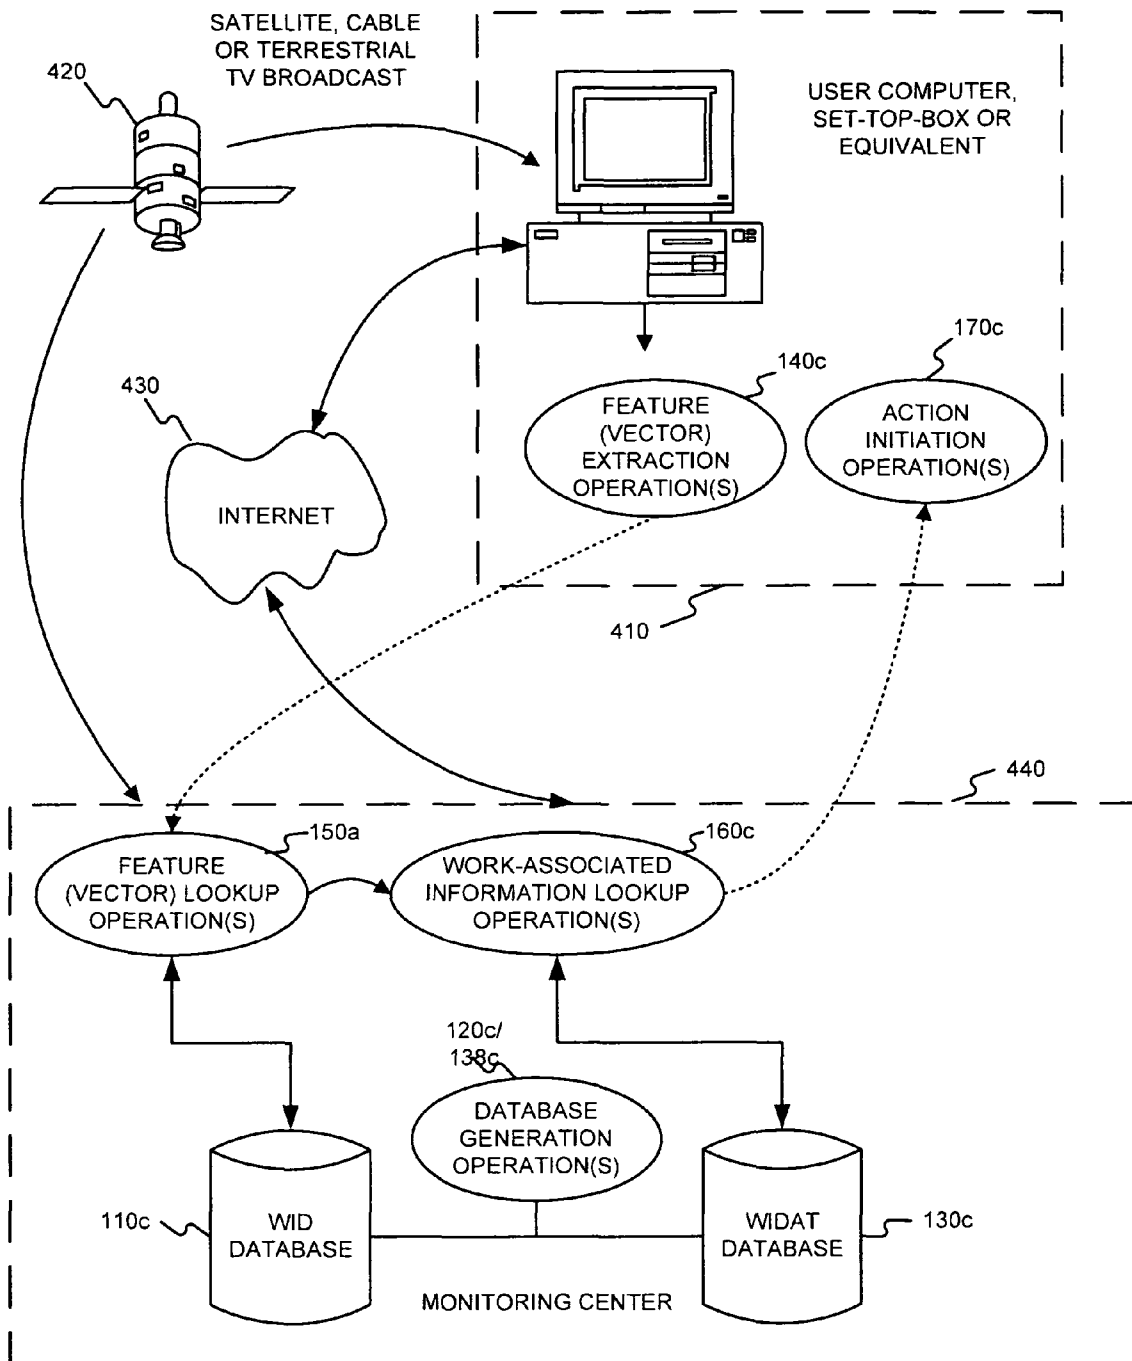 SATELLITE, CABLE
OR TERRESTRIAL
TV BROADCAST
420
USER COMPUTER,
SET-TOP-BOX OR
EQUIVALENT
170c
140c
430
FEATURE
(VECTOR)
EXTRACTION
OPERATION(S)
ACTION
INITIATION
OPERATION(S)
INTERNET
410
440
150a
160c
FEATURE
(VECTOR) LOOKUP
OPERATION(S)
WORK-ASSOCIATED
INFORMATION LOOKUP
OPERATION(S)
120c/
138c
DATABASE
GENERATION
OPERATION(S)
110c
WID
DATABASE
WIDAT
DATABASE
130c
MONITORING CENTER